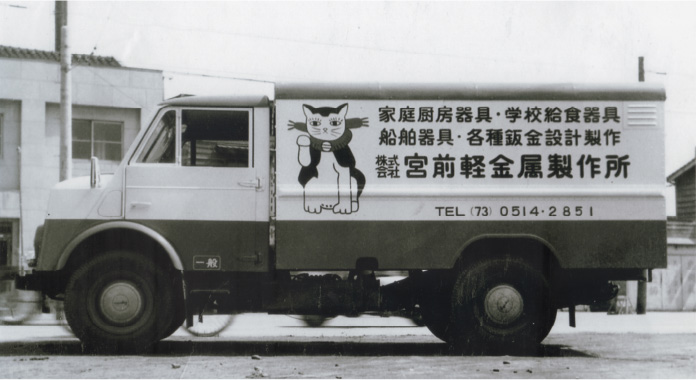 家庭厨房器具・学校給食器具
船舶器具・各種鈑金設計製作
株式会社 宮前軽金属製作所
TEL (73) 0514・2851
一般